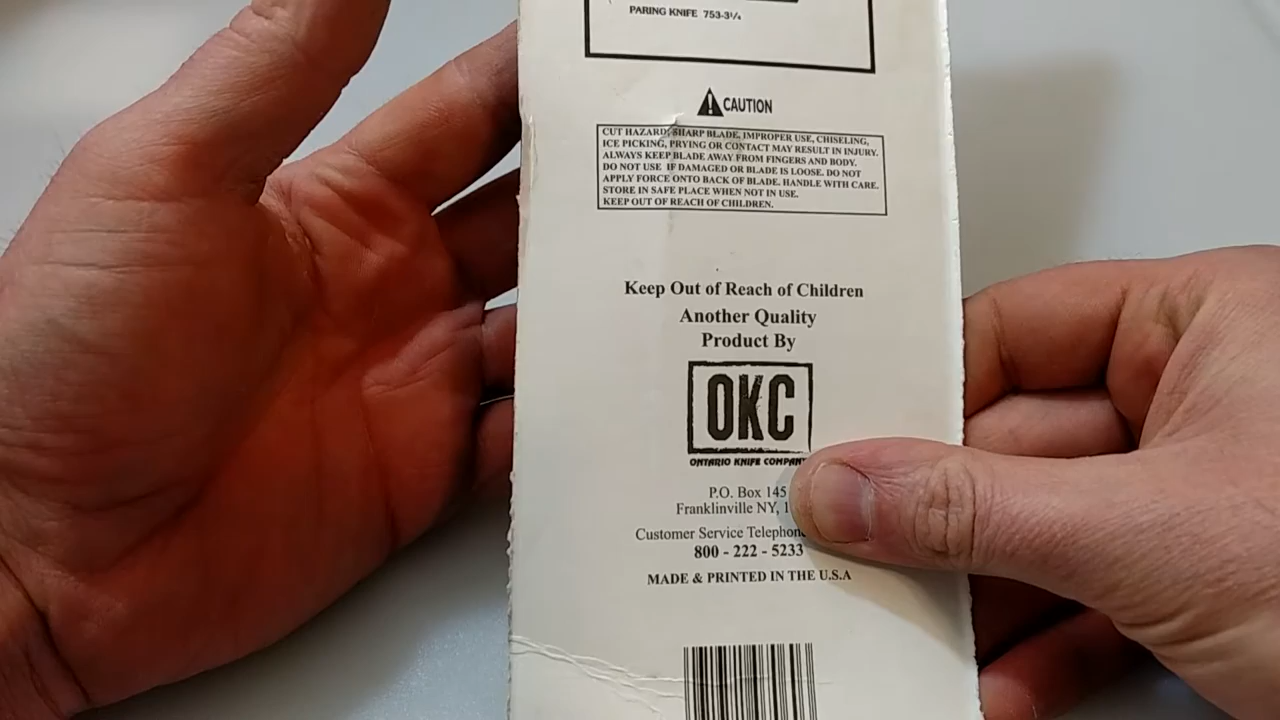 PARING KNIFE 753-3¼
CAUTION
CUT HAZARD: SHARP BLADE, IMPROPER USE, CHISELING,
ICE PICKING, PRYING OR CONTACT MAY RESULT IN INJURY.
ALWAYS KEEP BLADE AWAY FROM FINGERS AND BODY.
DO NOT USE IF DAMAGED OR BLADE IS LOOSE. DO NOT
APPLY FORCE ONTO BACK OF BLADE. HANDLE WITH CARE.
STORE IN SAFE PLACE WHEN NOT IN USE.
KEEP OUT OF REACH OF CHILDREN.
Keep Out of Reach of Children
Another Quality
Product By
OKC
ONTARIO KNIFE COMPANY
P.O. Box 145
Franklinville NY, 1
Customer Service Telephone
800 - 222 - 5233
MADE & PRINTED IN THE U.S.A